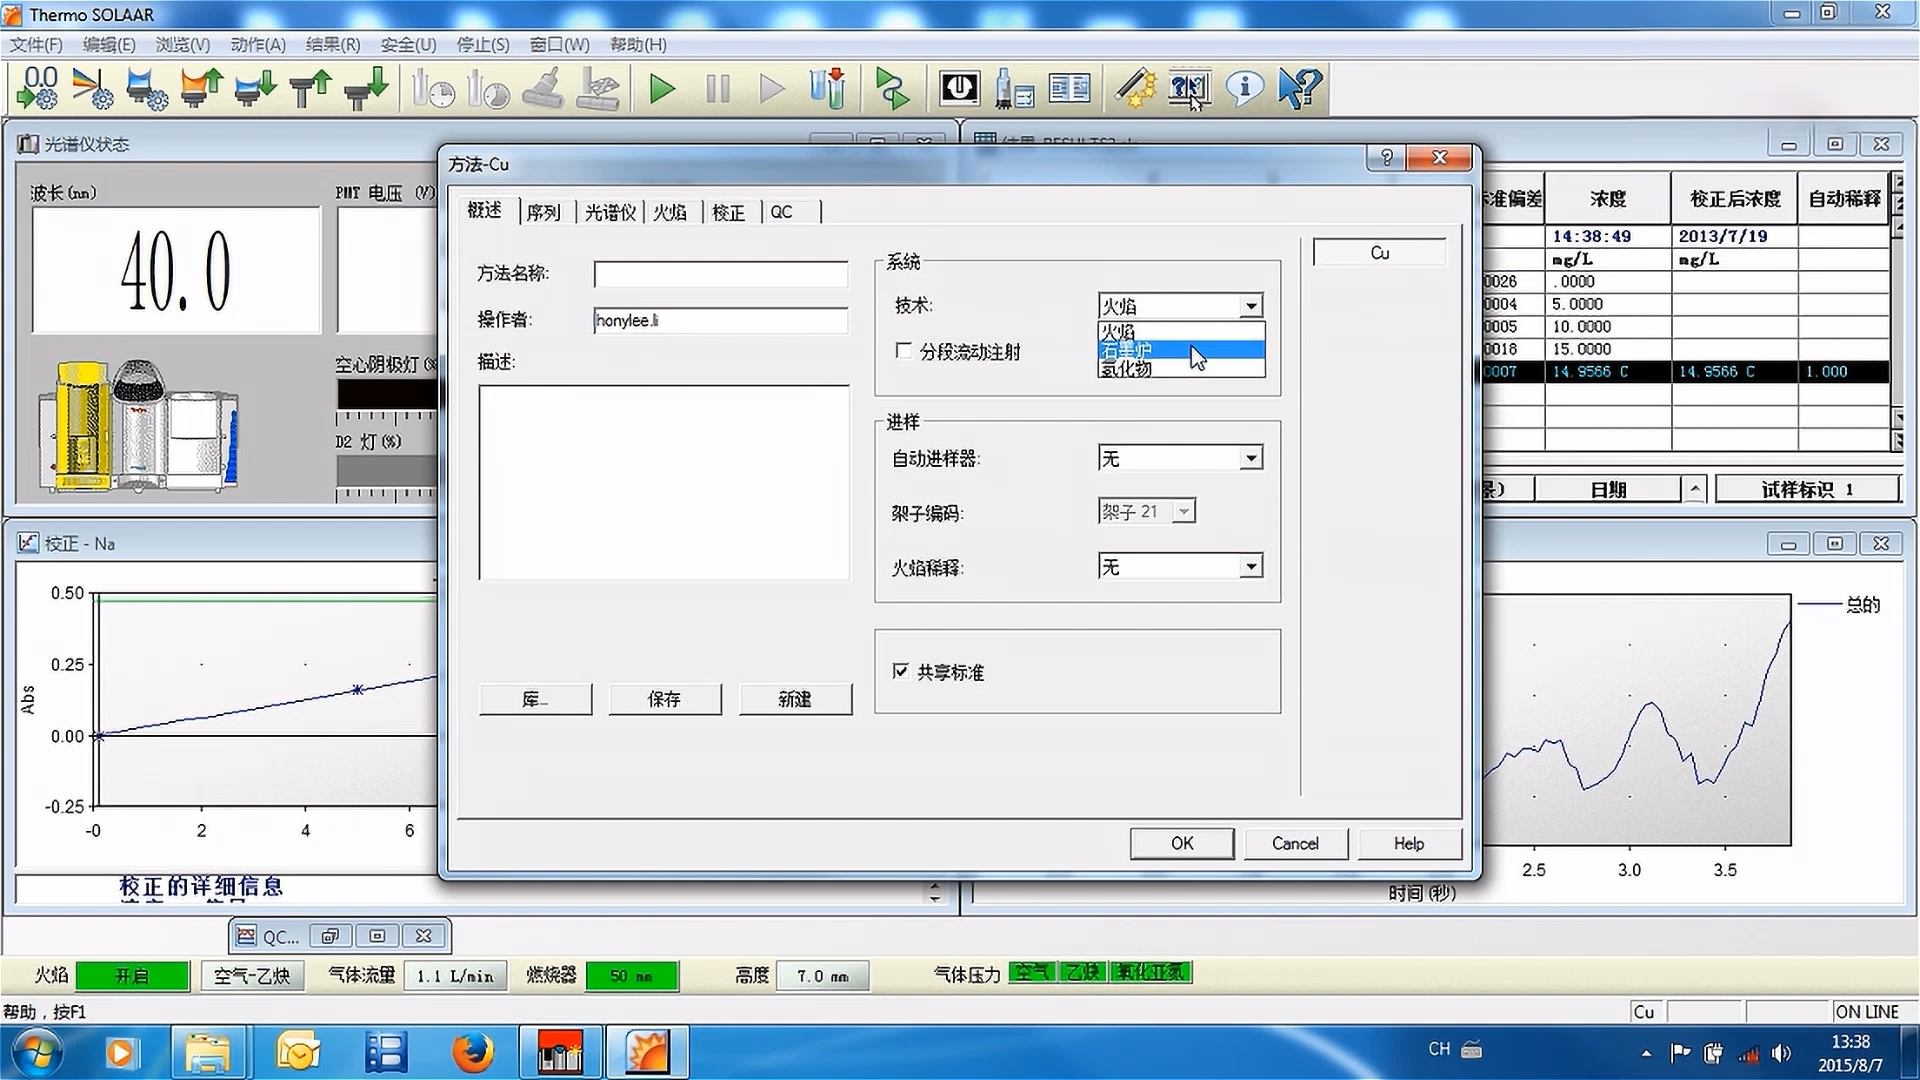 Thermo SOLAAR
文件(F) 编辑(E) 浏览(V) 动作(A) 结果(R) 安全(U) 停止(S) 窗口(W) 帮助(H)
0.0
光谱仪状态
波长(nm)
PMT 电压 (V)
40.0
空心阴极灯(%
D2 灯(%)
方法-Cu
概述 序列 光谱仪 火焰 校正 QC
方法名称:
操作者: honylee.li
描述:
库...
保存
新建
系统
技术: 火焰
火焰
石墨炉
氢化物
分段流动注射
进样
自动进样器: 无
架子编码: 架子 21
火焰稀释: 无
共享标准
Cu
OK
Cancel
Help
标准偏差 浓度 校正后浓度 自动稀释
14:38:49 2013/7/19
mg/L mg/L
0026 .0000
0004 5.0000
0005 10.0000
0018 15.0000
0007 14.9566 C 14.9566 C 1.000
日期
试样标识 1
校正 - Na
0.50
0.25
0.00
-0.25
Abs
-0 2 4 6
校正的详细信息
总的
2.5 3.0 3.5
时间(秒)
QC...
火焰 开启 空气-乙炔 气体流量 1.1 L/min 燃烧器 50 mm 高度 7.0 mm 气体压力 空气 乙炔 氧化亚氮
帮助，按F1
Cu
ON LINE
CH
13:38
2015/8/7